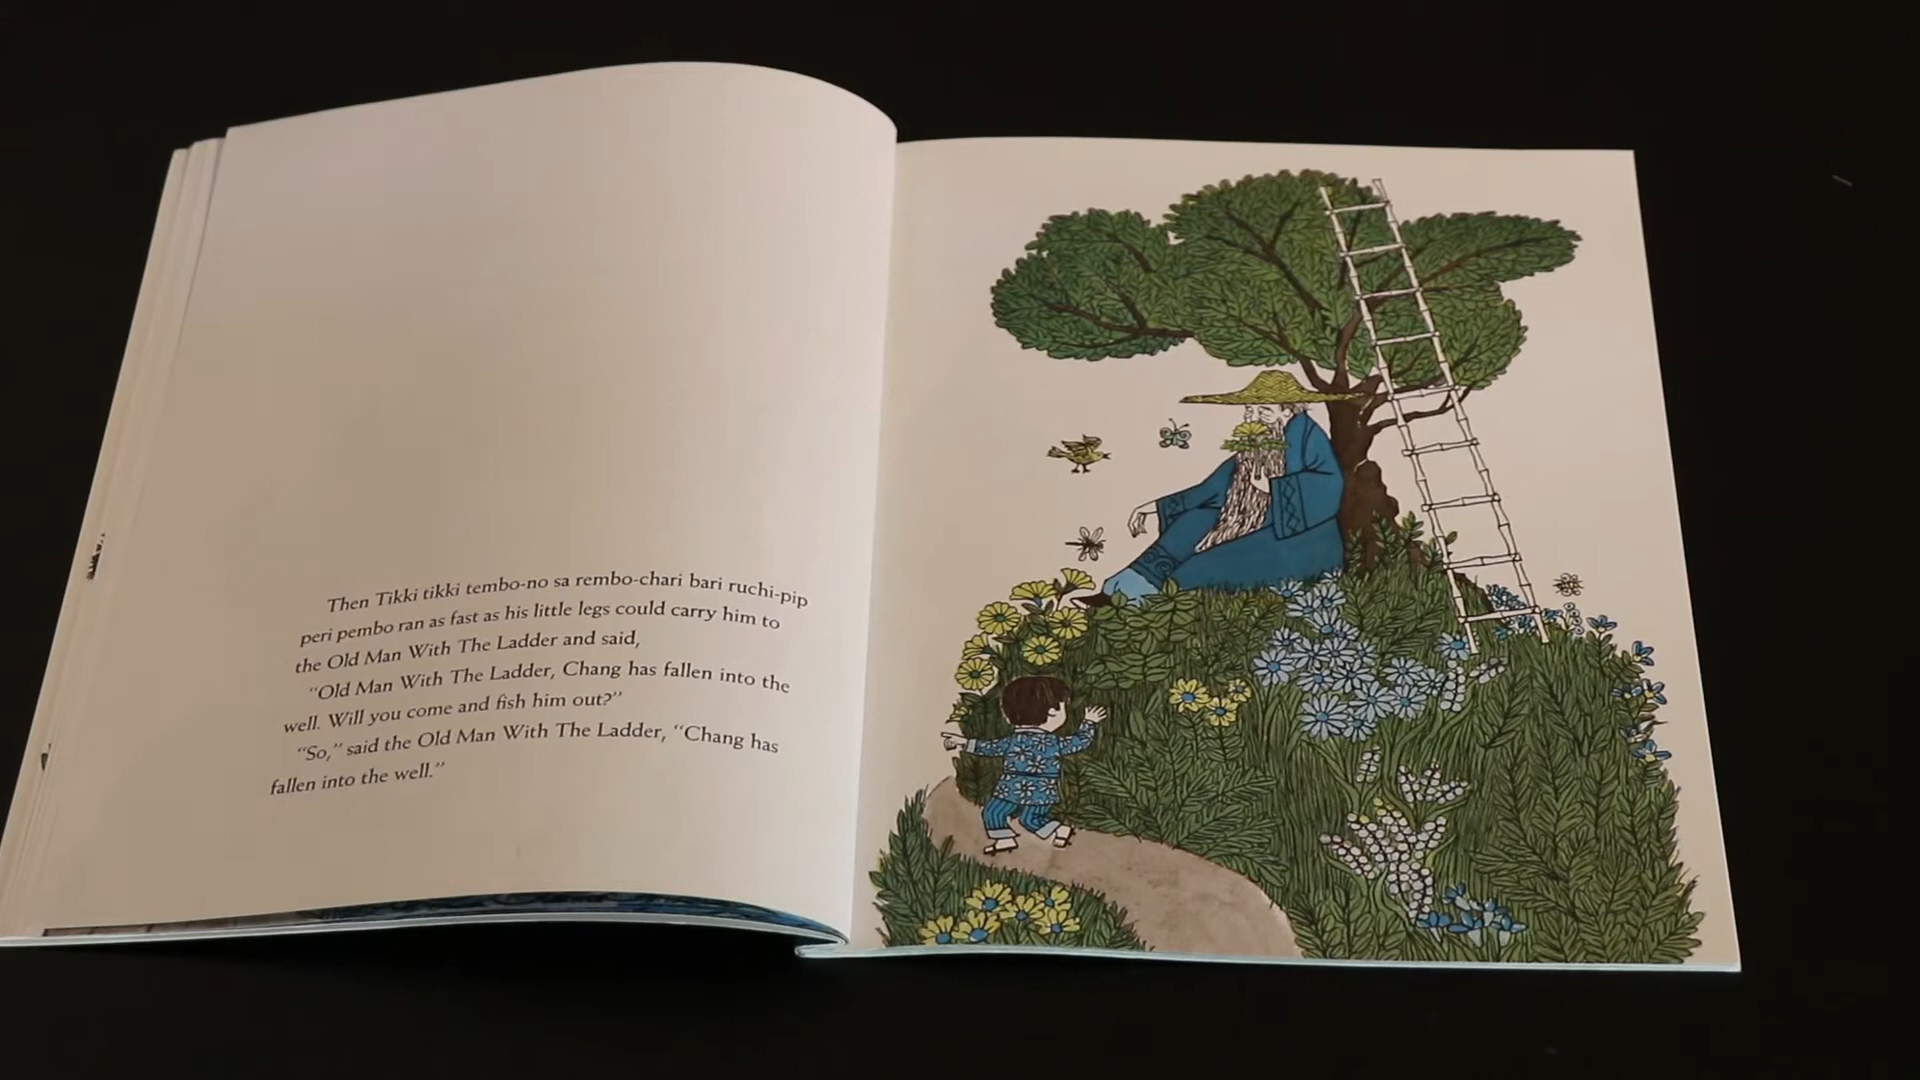 Then Tikki tikki tembo-no sa rembo-chari bari ruchi-pip
peri pembo ran as fast as his little legs could carry him to
the Old Man With The Ladder and said,
“Old Man With The Ladder, Chang has fallen into the
well. Will you come and fish him out?”
“So,” said the Old Man With The Ladder, “Chang has
fallen into the well.”